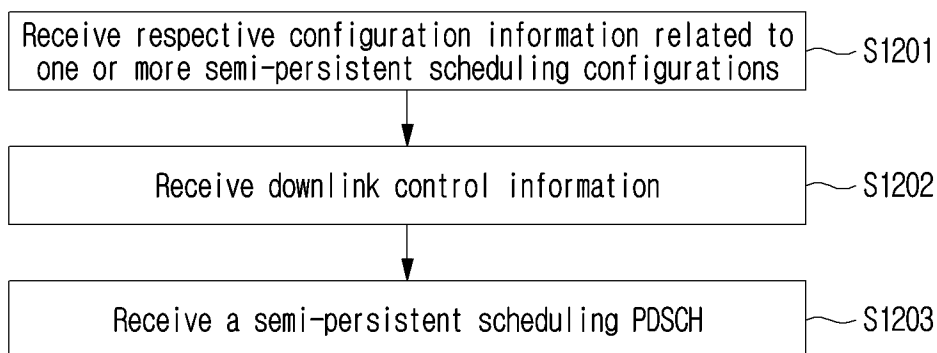 Receive respective configuration information related to
one or more semi-persistent scheduling configurations
S1201
Receive downlink control information
S1202
Receive a semi-persistent scheduling PDSCH
S1203